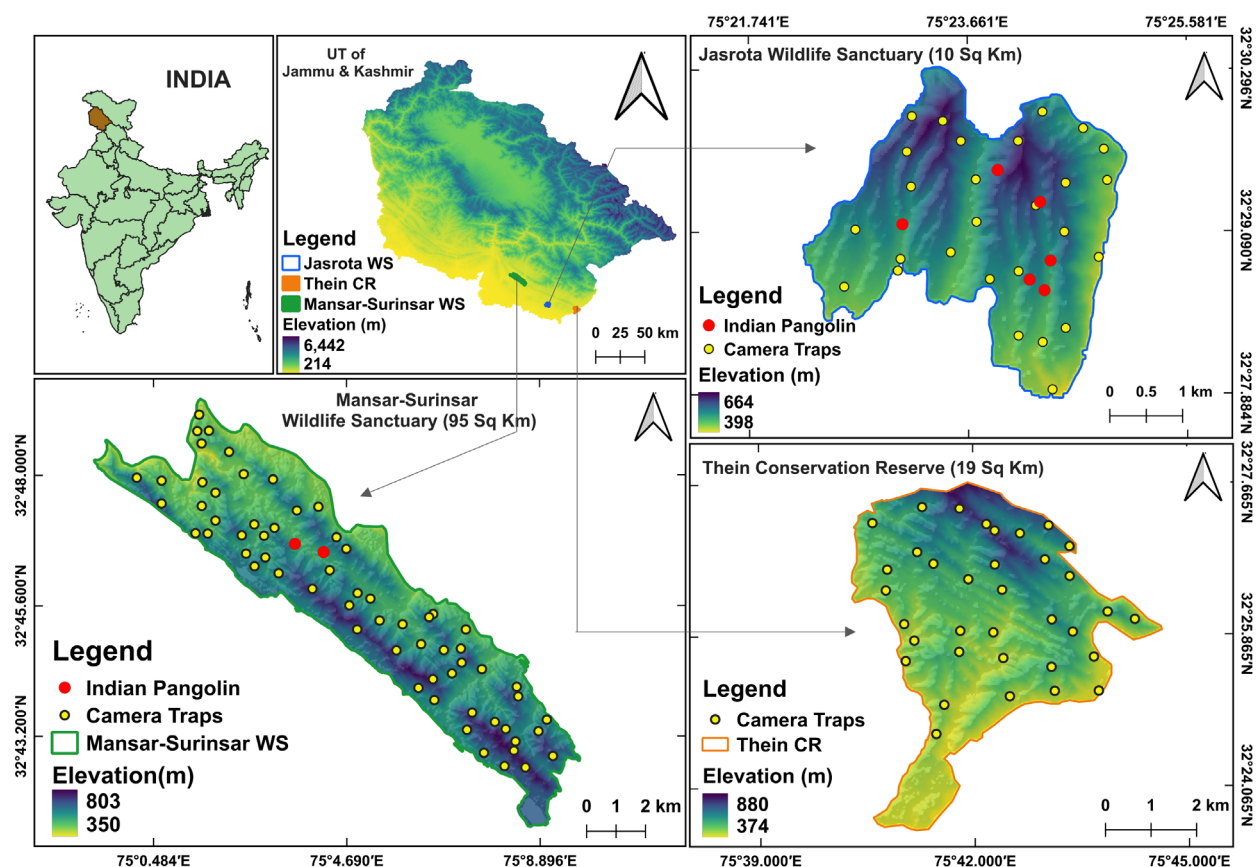 INDIA
UT of
Jammu & Kashmir
Legend
Jasrota WS
Thein CR
Mansar-Surinsar WS
Elevation (m)
6,442
214
0 25 50 km
75°21.741'E 75°23.661'E 75°25.581'E
Jasrota Wildlife Sanctuary (10 Sq Km)
32°30.296'N
32°29.090'N
32°27.884'N
Legend
Indian Pangolin
Camera Traps
Elevation (m)
664
398
0 0.5 1 km
Mansar-Surinsar
Wildlife Sanctuary (95 Sq Km)
32°48.000'N
32°45.600'N
32°43.200'N
Legend
Indian Pangolin
Camera Traps
Mansar-Surinsar WS
Elevation(m)
803
350
0 1 2 km
75°0.484'E 75°4.690'E 75°8.896'E
Thein Conservation Reserve (19 Sq Km)
32°27.665'N
32°25.865'N
32°24.065'N
Legend
Camera Traps
Thein CR
Elevation (m)
880
374
0 1 2 km
75°39.000'E 75°42.000'E 75°45.000'E